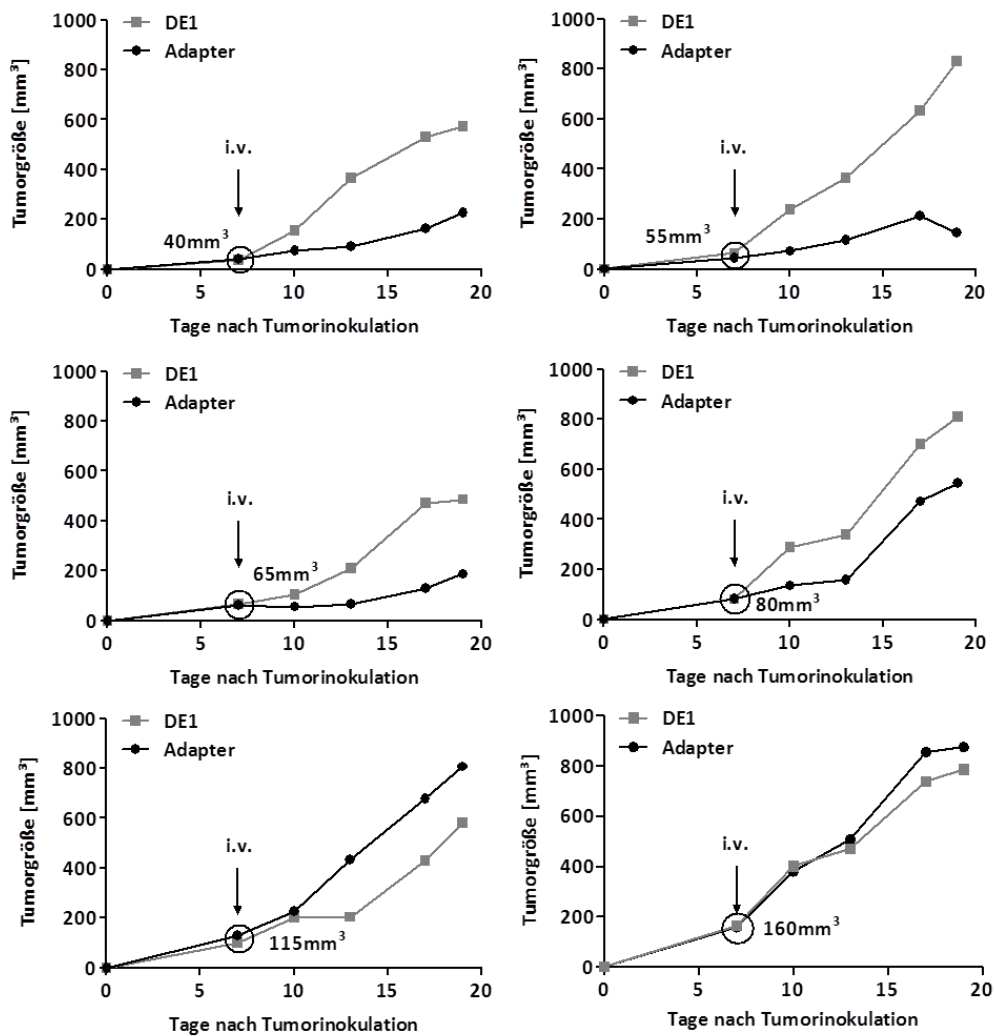 DE1
Adapter
Tumorgröße [mm³]
1000
800
600
400
200
0
i.v.
40mm³
0 5 10 15 20
Tage nach Tumorinokulation
DE1
Adapter
Tumorgröße [mm³]
1000
800
600
400
200
0
i.v.
55mm³
0 5 10 15 20
Tage nach Tumorinokulation
DE1
Adapter
Tumorgröße [mm³]
1000
800
600
400
200
0
i.v.
65mm³
0 5 10 15 20
Tage nach Tumorinokulation
DE1
Adapter
Tumorgröße [mm³]
1000
800
600
400
200
0
i.v.
80mm³
0 5 10 15 20
Tage nach Tumorinokulation
DE1
Adapter
Tumorgröße [mm³]
1000
800
600
400
200
0
i.v.
115mm³
0 5 10 15 20
Tage nach Tumorinokulation
DE1
Adapter
Tumorgröße [mm³]
1000
800
600
400
200
0
i.v.
160mm³
0 5 10 15 20
Tage nach Tumorinokulation